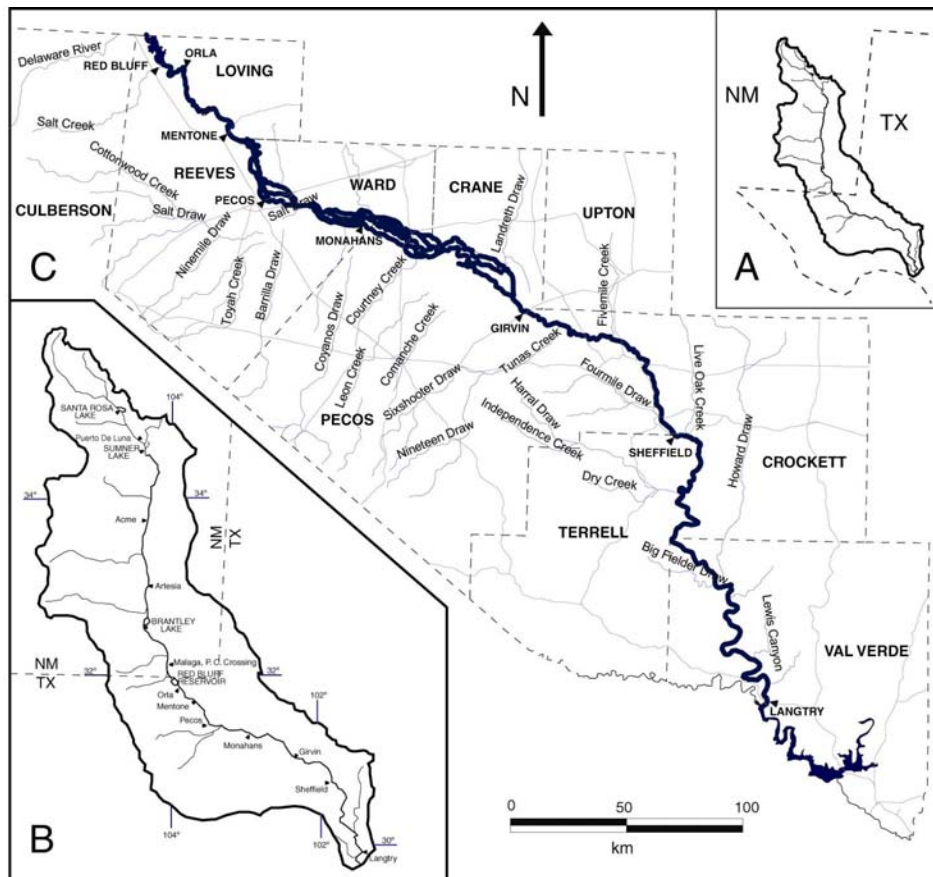 Delaware River
ORLA
RED BLUFF
LOVING
N
NM
TX
A
Salt Creek
MENTONE
Cottonwood Creek
REEVES
WARD
CRANE
Landreth Draw
UPTON
CULBERSON
Salt Draw
PECOS
Salt Draw
MONAHANS
C
Ninemile Draw
Toyah Creek
Barrilla Draw
Coyanos Draw
Courtney Creek
Leon Creek
Comanche Creek
Fivemile Creek
GIRVIN
Tunas Creek
Fourmile Draw
Live Oak Creek
Sixshooter Draw
Harral Draw
PECOS
Independence Creek
Nineteen Draw
SHEFFIELD
Howard Draw
CROCKETT
Dry Creek
TERRELL
Big Fielder Draw
Lewis Canyon
VAL VERDE
LANGTRY
0
50
100
km
104°
SANTA ROSA
LAKE
Puerto De Luna
SUMNER
LAKE
34°
34°
Acme
NM
TX
Artesia
BRANTLEY
LAKE
NM
TX
32°
Malaga, P. C. Crossing
32°
RED BLUFF
RESERVOIR
Orla
Mentone
102°
Pecos
Monahans
Girvin
Sheffield
104°
102°
30°
Langtry
B